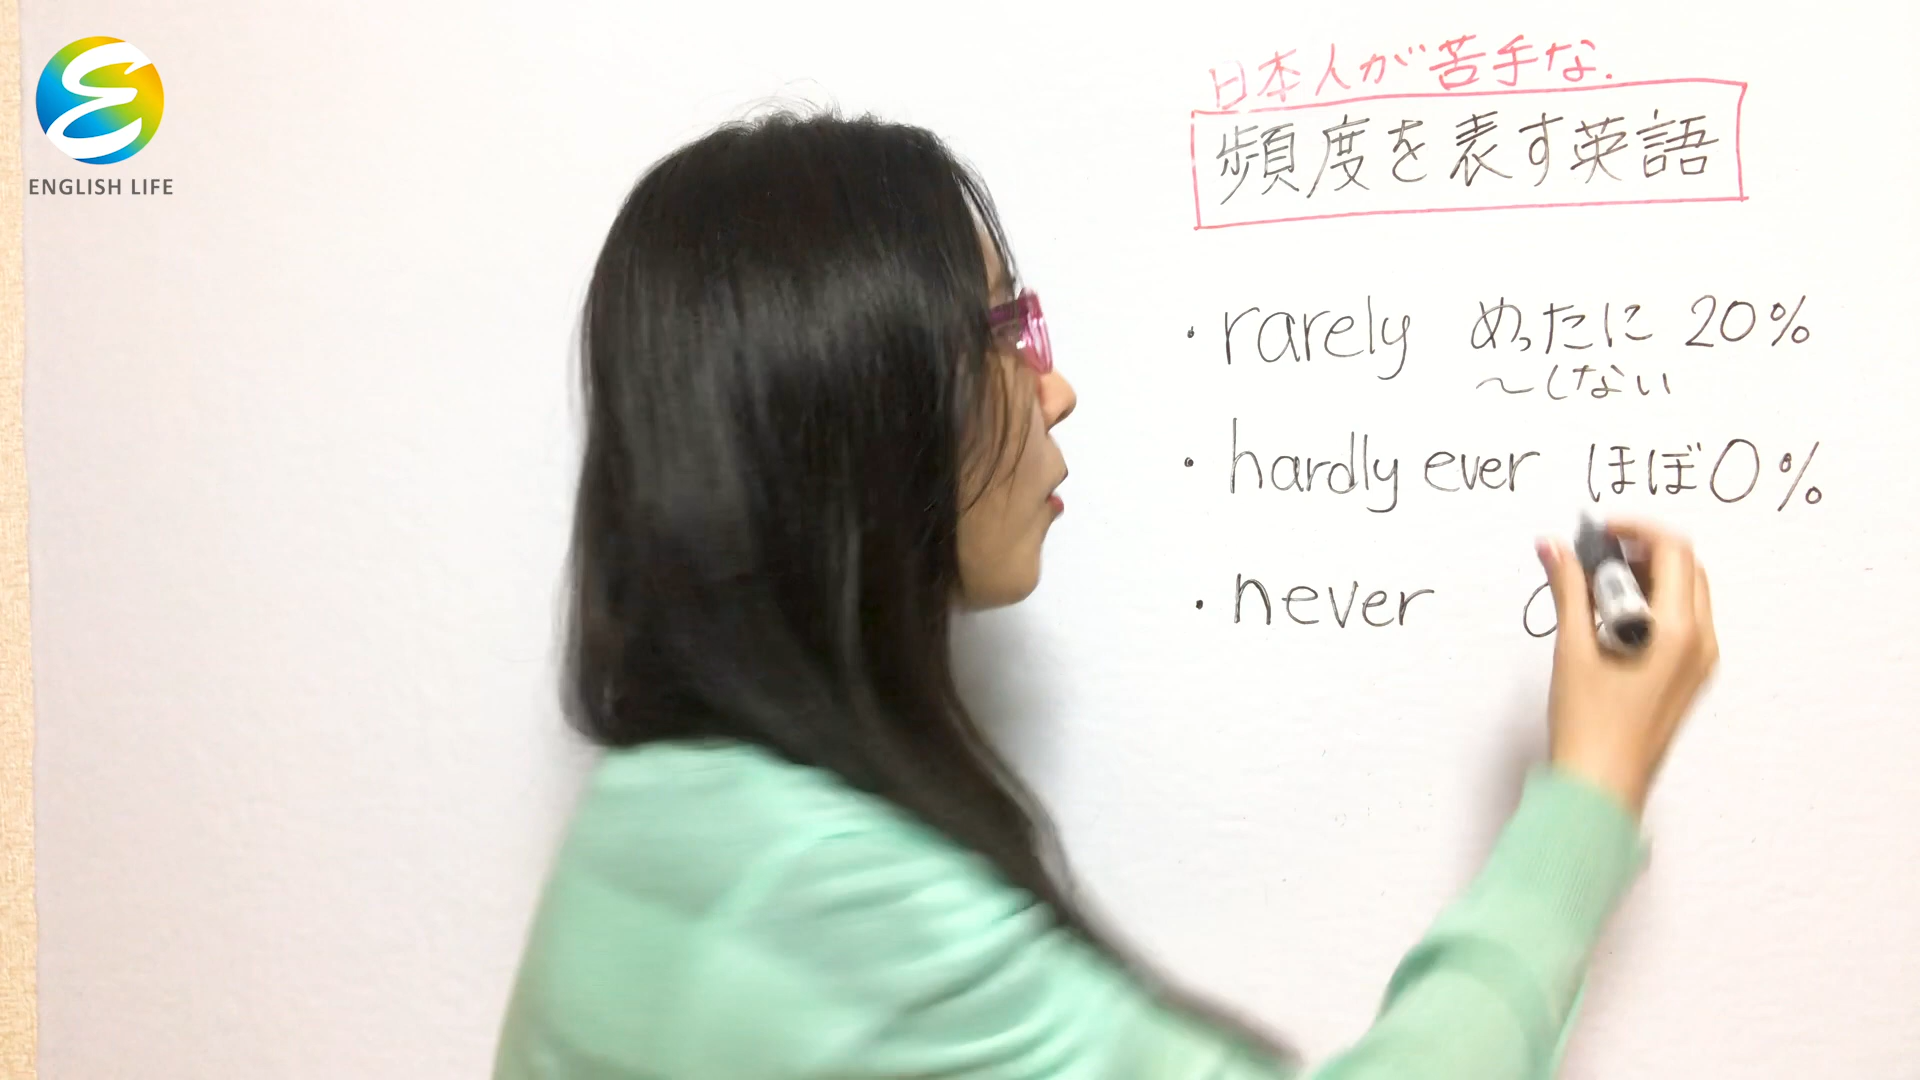 ENGLISH LIFE
日本人が苦手な.
頻度を表す英語
・rarely めったに 20%
～しない
・hardly ever ほぼ0%
・never